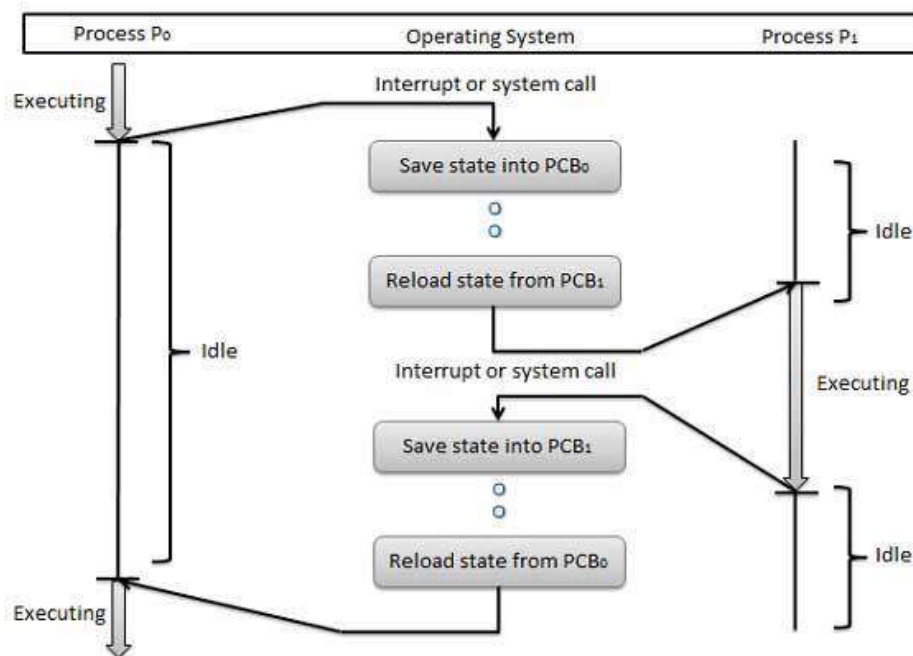 Process P₀ Operating System Process P₁
Interrupt or system call
Executing
Save state into PCB₀
Idle
Reload state from PCB₁
Idle
Interrupt or system call
Executing
Save state into PCB₁
Reload state from PCB₀
Idle
Executing